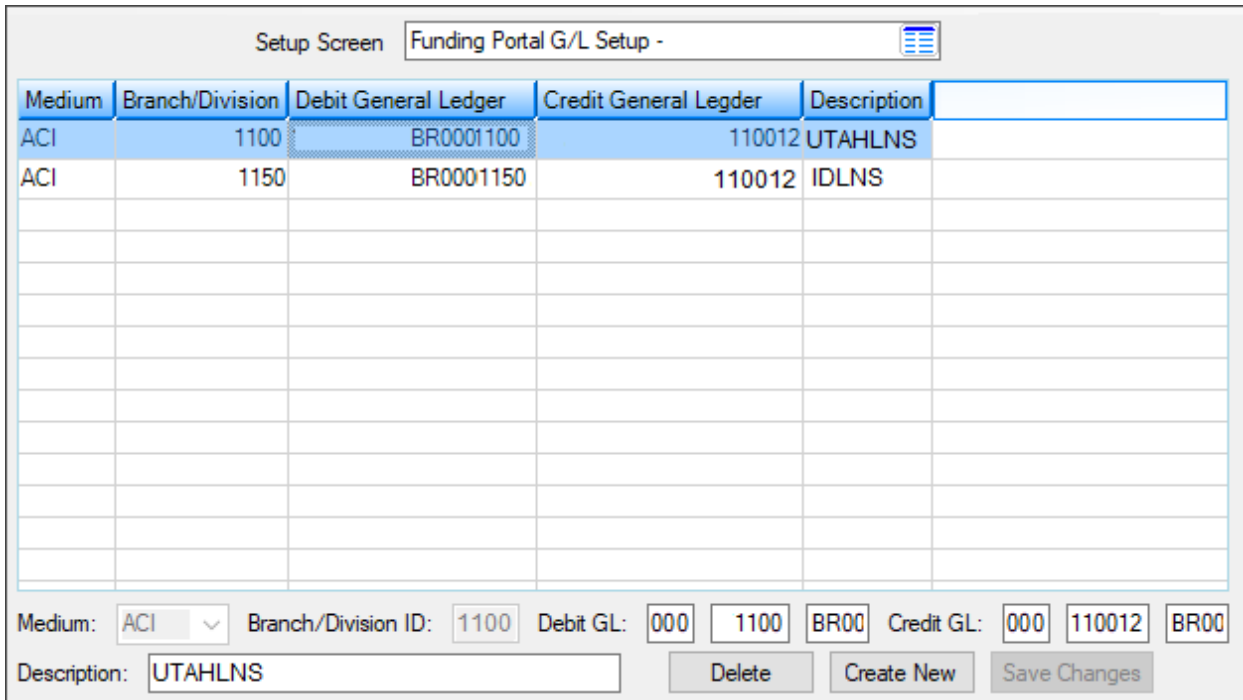 Setup Screen Funding Portal G/L Setup -
Medium Branch/Division Debit General Ledger Credit General Legder Description
ACI 1100 BR0001100 110012 UTAHLNS
ACI 1150 BR0001150 110012 IDLNS
Medium: ACI Branch/Division ID: 1100 Debit GL: 000 1100 BR00 Credit GL: 000 110012 BR00
Description: UTAHLNS Delete Create New Save Changes